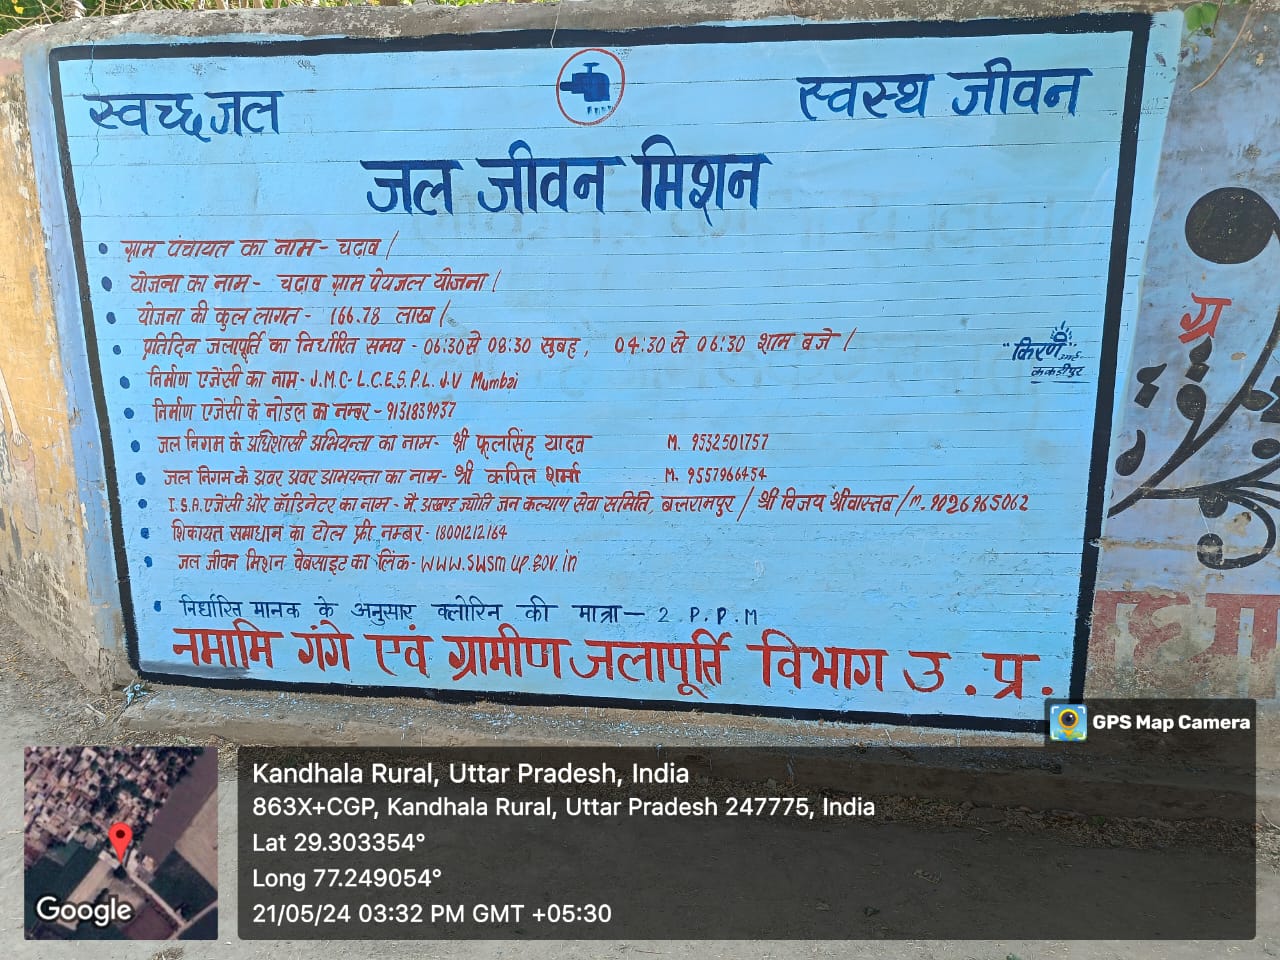 स्वच्छ जल
स्वस्थ जीवन
जल जीवन मिशन
• ग्राम पंचायत का नाम - चढ़ाव /
• योजना का नाम - चढ़ाव ग्राम पेयजल योजना /
• योजना की कुल लागत - 166.78 लाख /
• प्रतिदिन जलापूर्ति का निर्धारित समय - 06:30 से 08:30 सुबह, 04:30 से 06:30 शाम बजे /
• निर्माण एजेंसी का नाम - J.M.C - L.C.E.S.P.L. J.V Mumbai
• निर्माण एजेंसी के नोडल का नम्बर - 9131839937
• जल निगम के अधिशासी अभियन्ता का नाम - श्री फूलसिंह यादव M. 9532501757
• जल निगम के अवर अवर आभयन्ता का नाम - श्री कपिल शर्मा M. 9557966454
• I.S.A. एजेंसी और कॉडिनेटर का नाम - मै. अखण्ड ज्योति जन कल्याण सेवा समिति, बलरामपुर / श्री विजय श्रीवास्तव / M. 9026965062
• शिकायत समाधान का टोल फ्री नम्बर - 18001212164
• जल जीवन मिशन वेबसाइट का लिंक - www.swsm.up.gov.in
• निर्धारित मानक के अनुसार क्लोरिन की मात्रा - 2 P.P.M
नमामि गंगे एवं ग्रामीण जलापूर्ति विभाग उ.प्र.
"किरण"
ककडीपुर
ग्र
GPS Map Camera
Kandhala Rural, Uttar Pradesh, India
863X+CGP, Kandhala Rural, Uttar Pradesh 247775, India
Lat 29.303354°
Long 77.249054°
21/05/24 03:32 PM GMT +05:30
Google